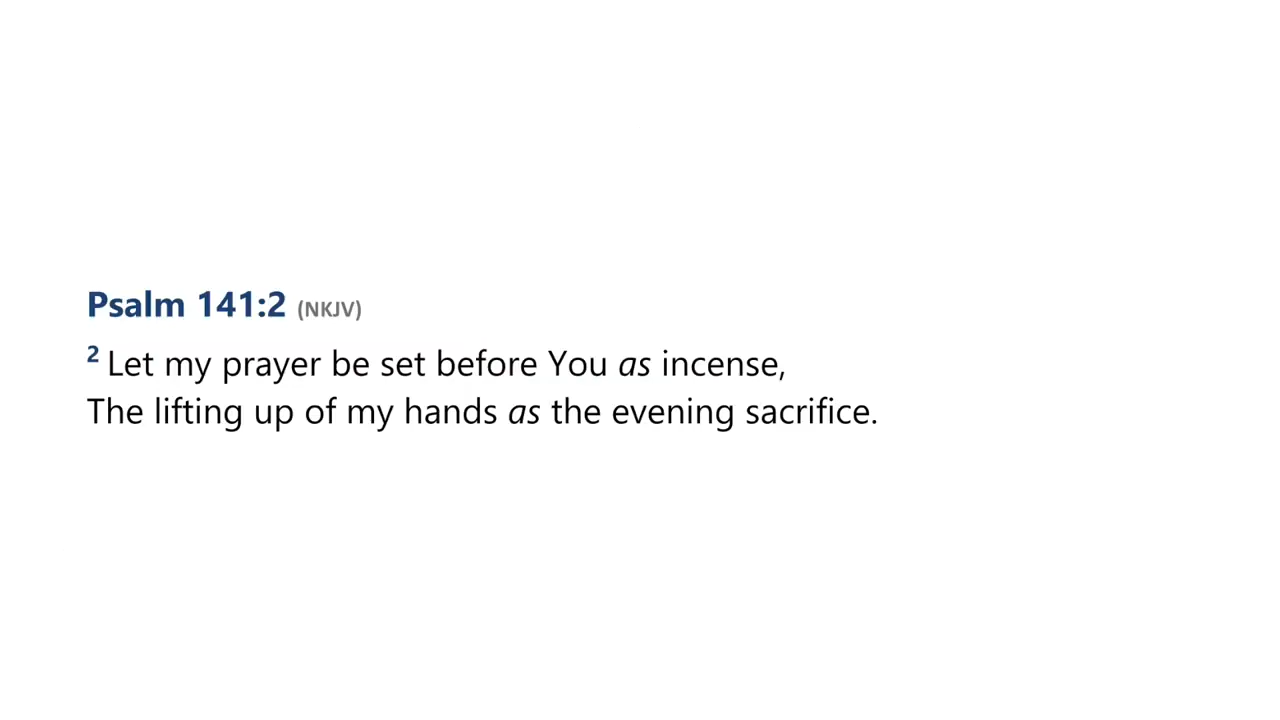 Psalm 141:2 (NKJV)
2 Let my prayer be set before You as incense,
The lifting up of my hands as the evening sacrifice.